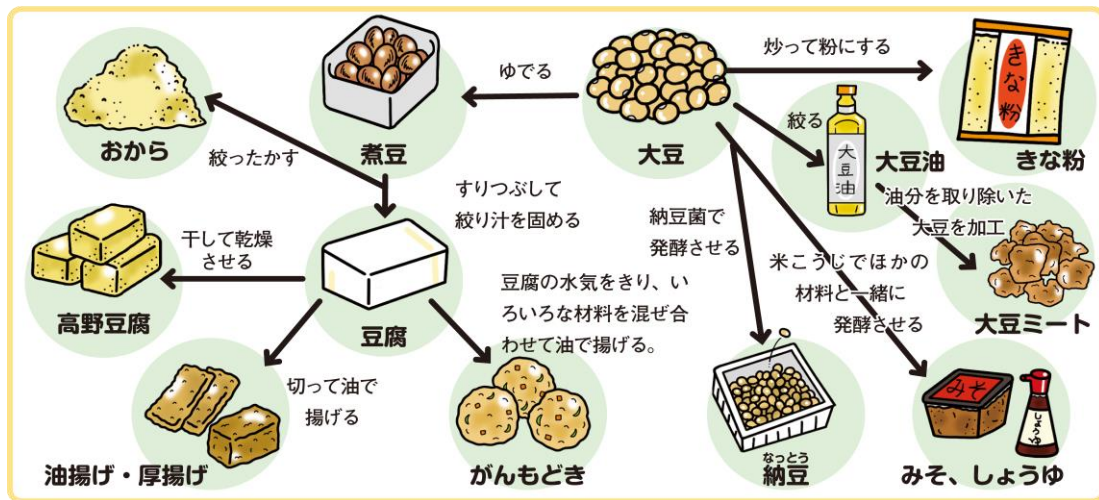 炒って粉にする
きな粉
ゆでる
絞る
大豆油
おから
絞ったかす
煮豆
大豆
大豆油
きな粉
すりつぶして
絞り汁を固める
納豆菌で
発酵させる
油分を取り除いた
大豆を加工
干して乾燥
させる
豆腐の水気をきり、い
ろいろな材料を混ぜ合
わせて油で揚げる。
米こうじでほかの
材料と一緒に
発酵させる
高野豆腐
豆腐
大豆ミート
切って油で
揚げる
みそ
しょうゆ
油揚げ・厚揚げ
がんもどき
なっとう
納豆
みそ、しょうゆ